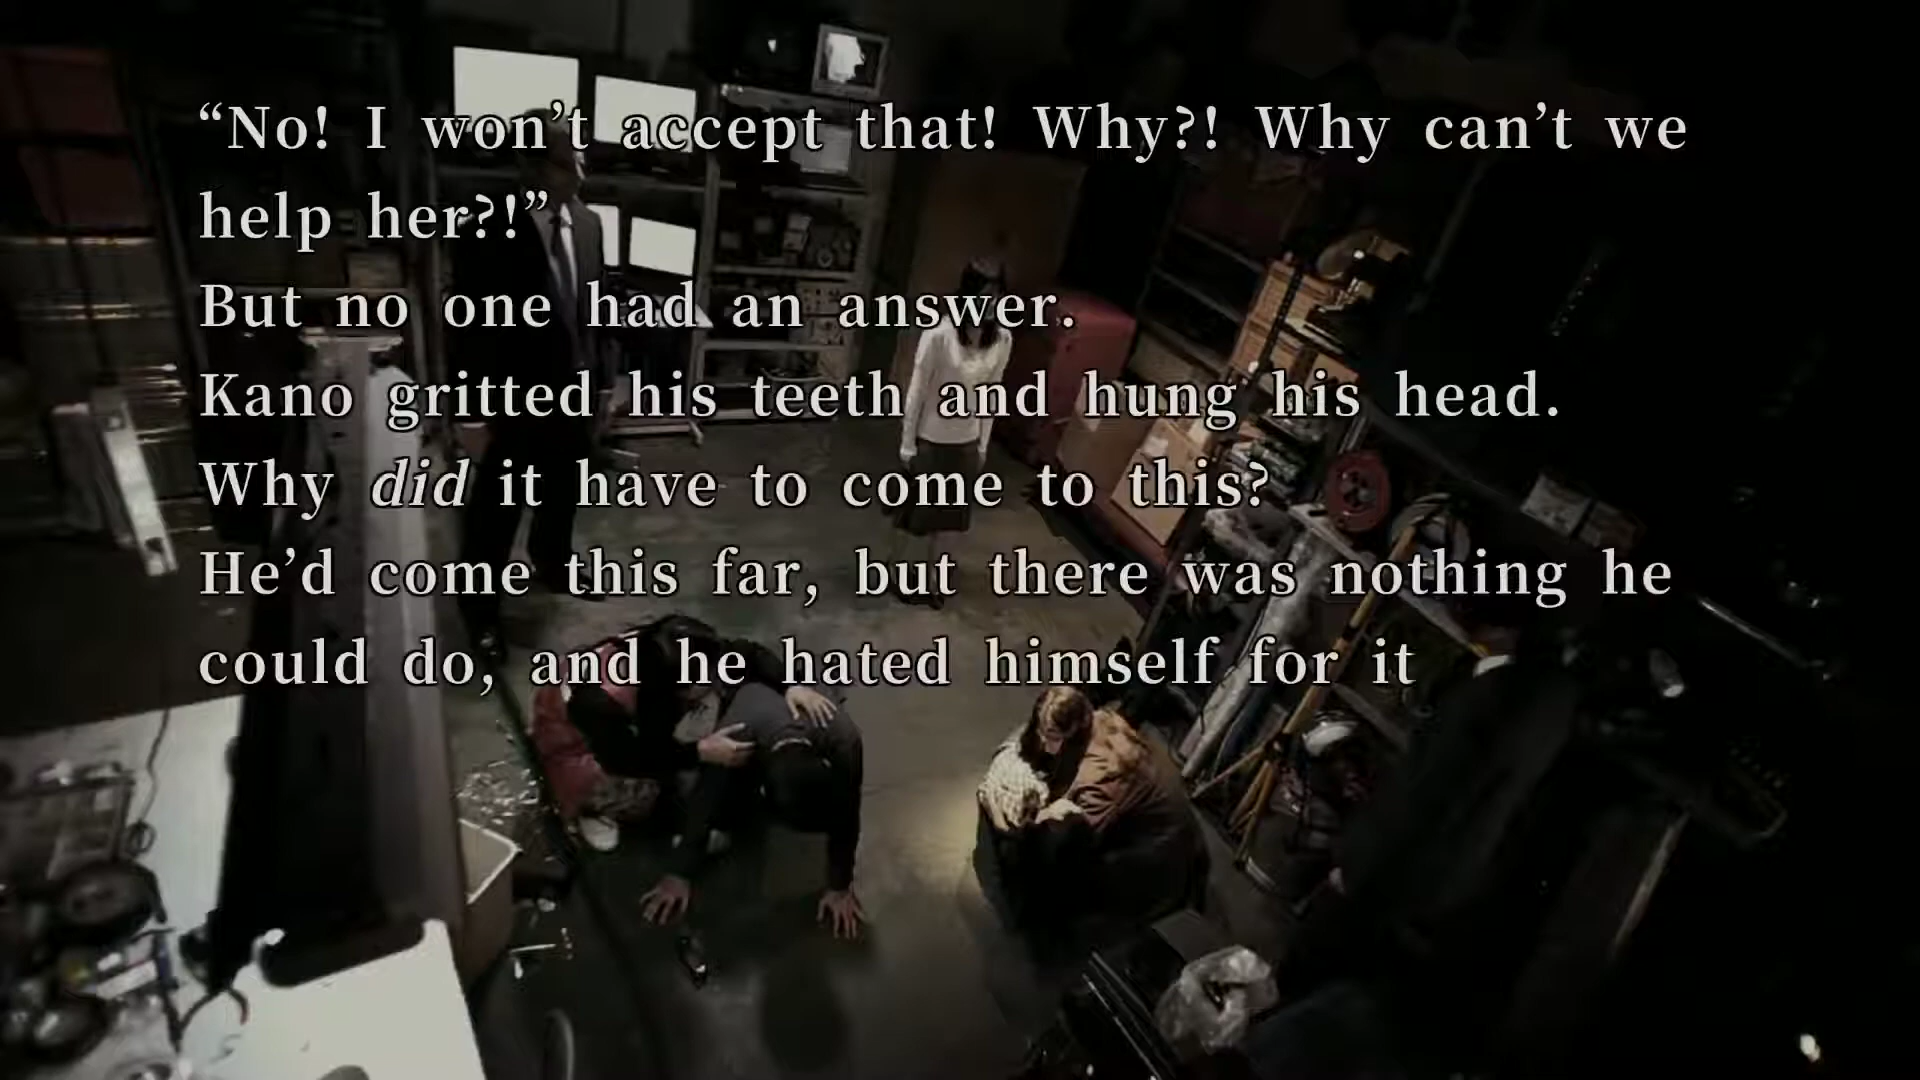 “No! I won’t accept that! Why?! Why can’t we
help her?!”
But no one had an answer.
Kano gritted his teeth and hung his head.
Why did it have to come to this?
He’d come this far, but there was nothing he
could do, and he hated himself for it